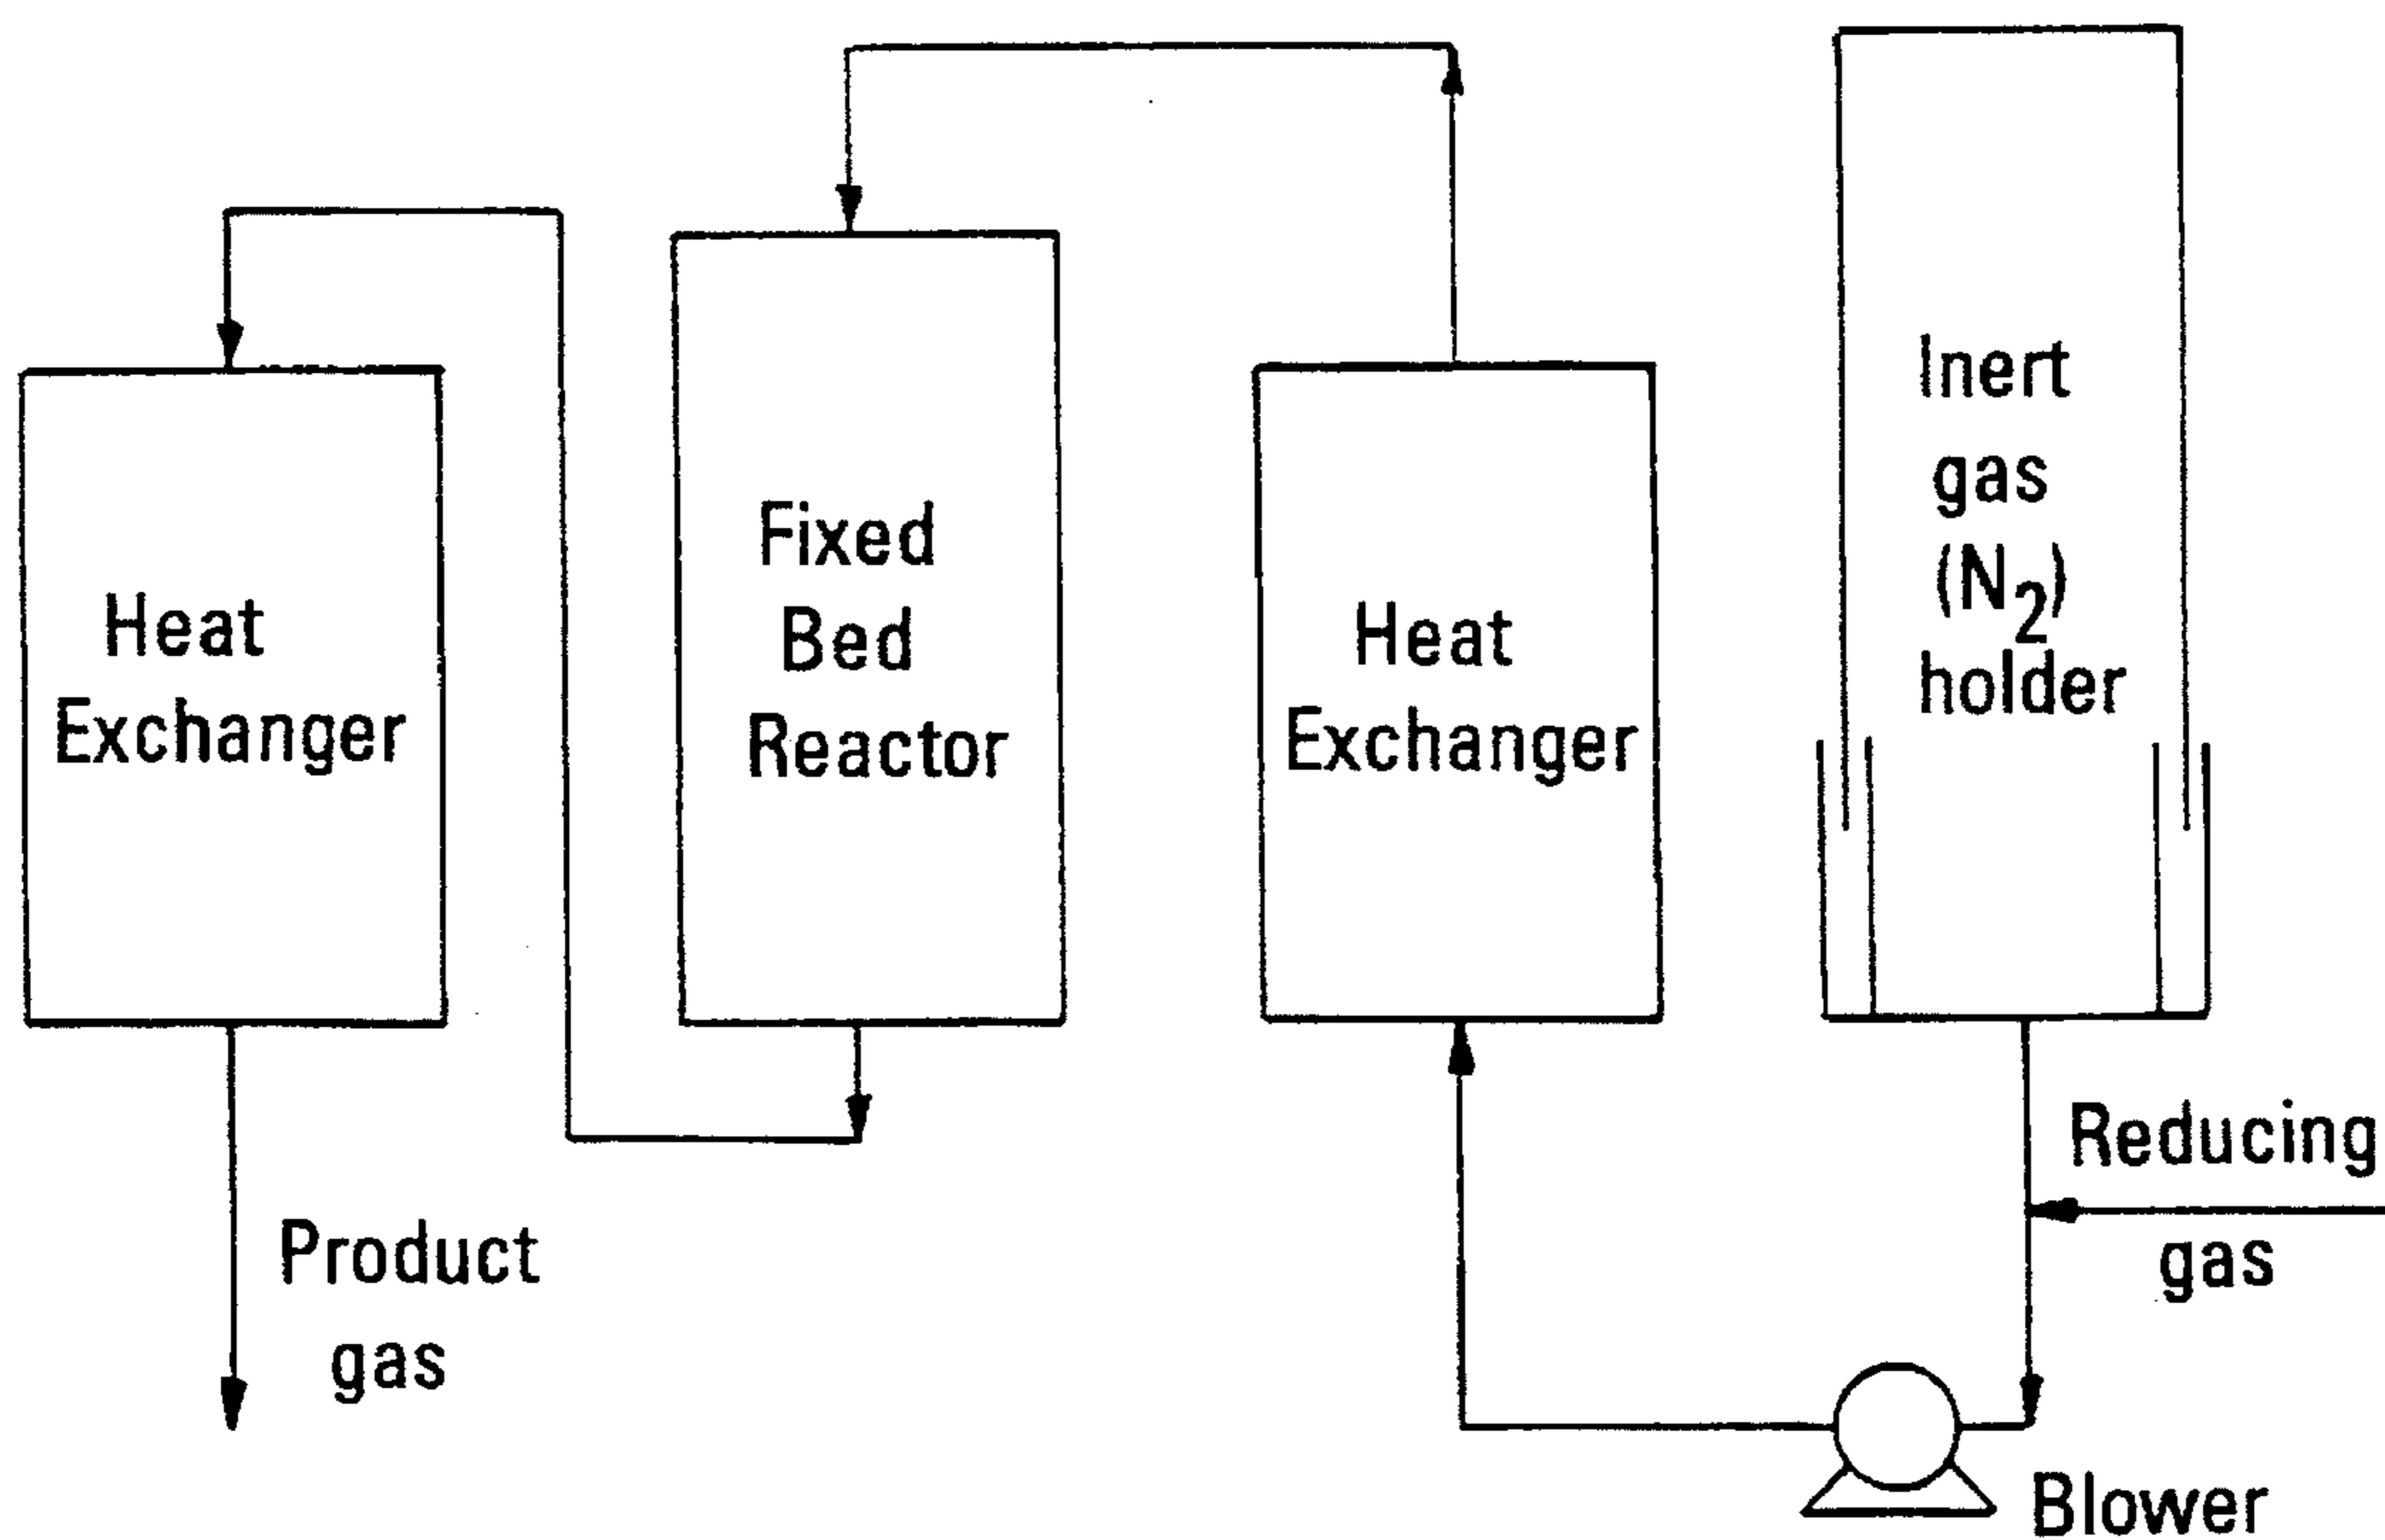 Heat
Exchanger
Fixed
Bed
Reactor
Heat
Exchanger
Inert
gas
(N₂)
holder
Reducing
gas
Product
gas
Blower